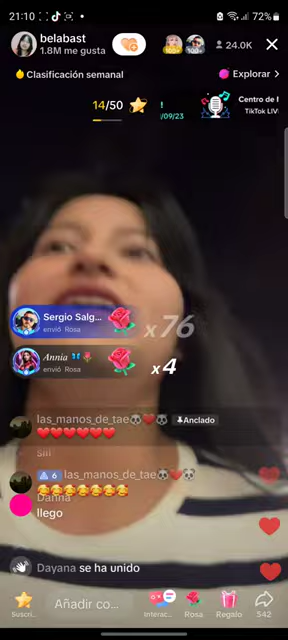 21:10
72%
belabast
1.8M me gusta
24.0K
Clasificación semanal
Explorar
14/50
!
/09/23
Centro de
TikTok LIV
Sergio Salg...
envió Rosa
x76
Annia
envió Rosa
x4
las_manos_de_tae🐼❤️🐼
Anclado
❤️❤️❤️❤️❤️❤️❤️
Siii
6 las_manos_de_tae🐼❤️🐼
🥰🥰🥰🥰🥰🥰🥰
Danna
llego
Dayana se ha unido
Suscri...
Añadir co...
Interac...
Rosa
Regalo
542